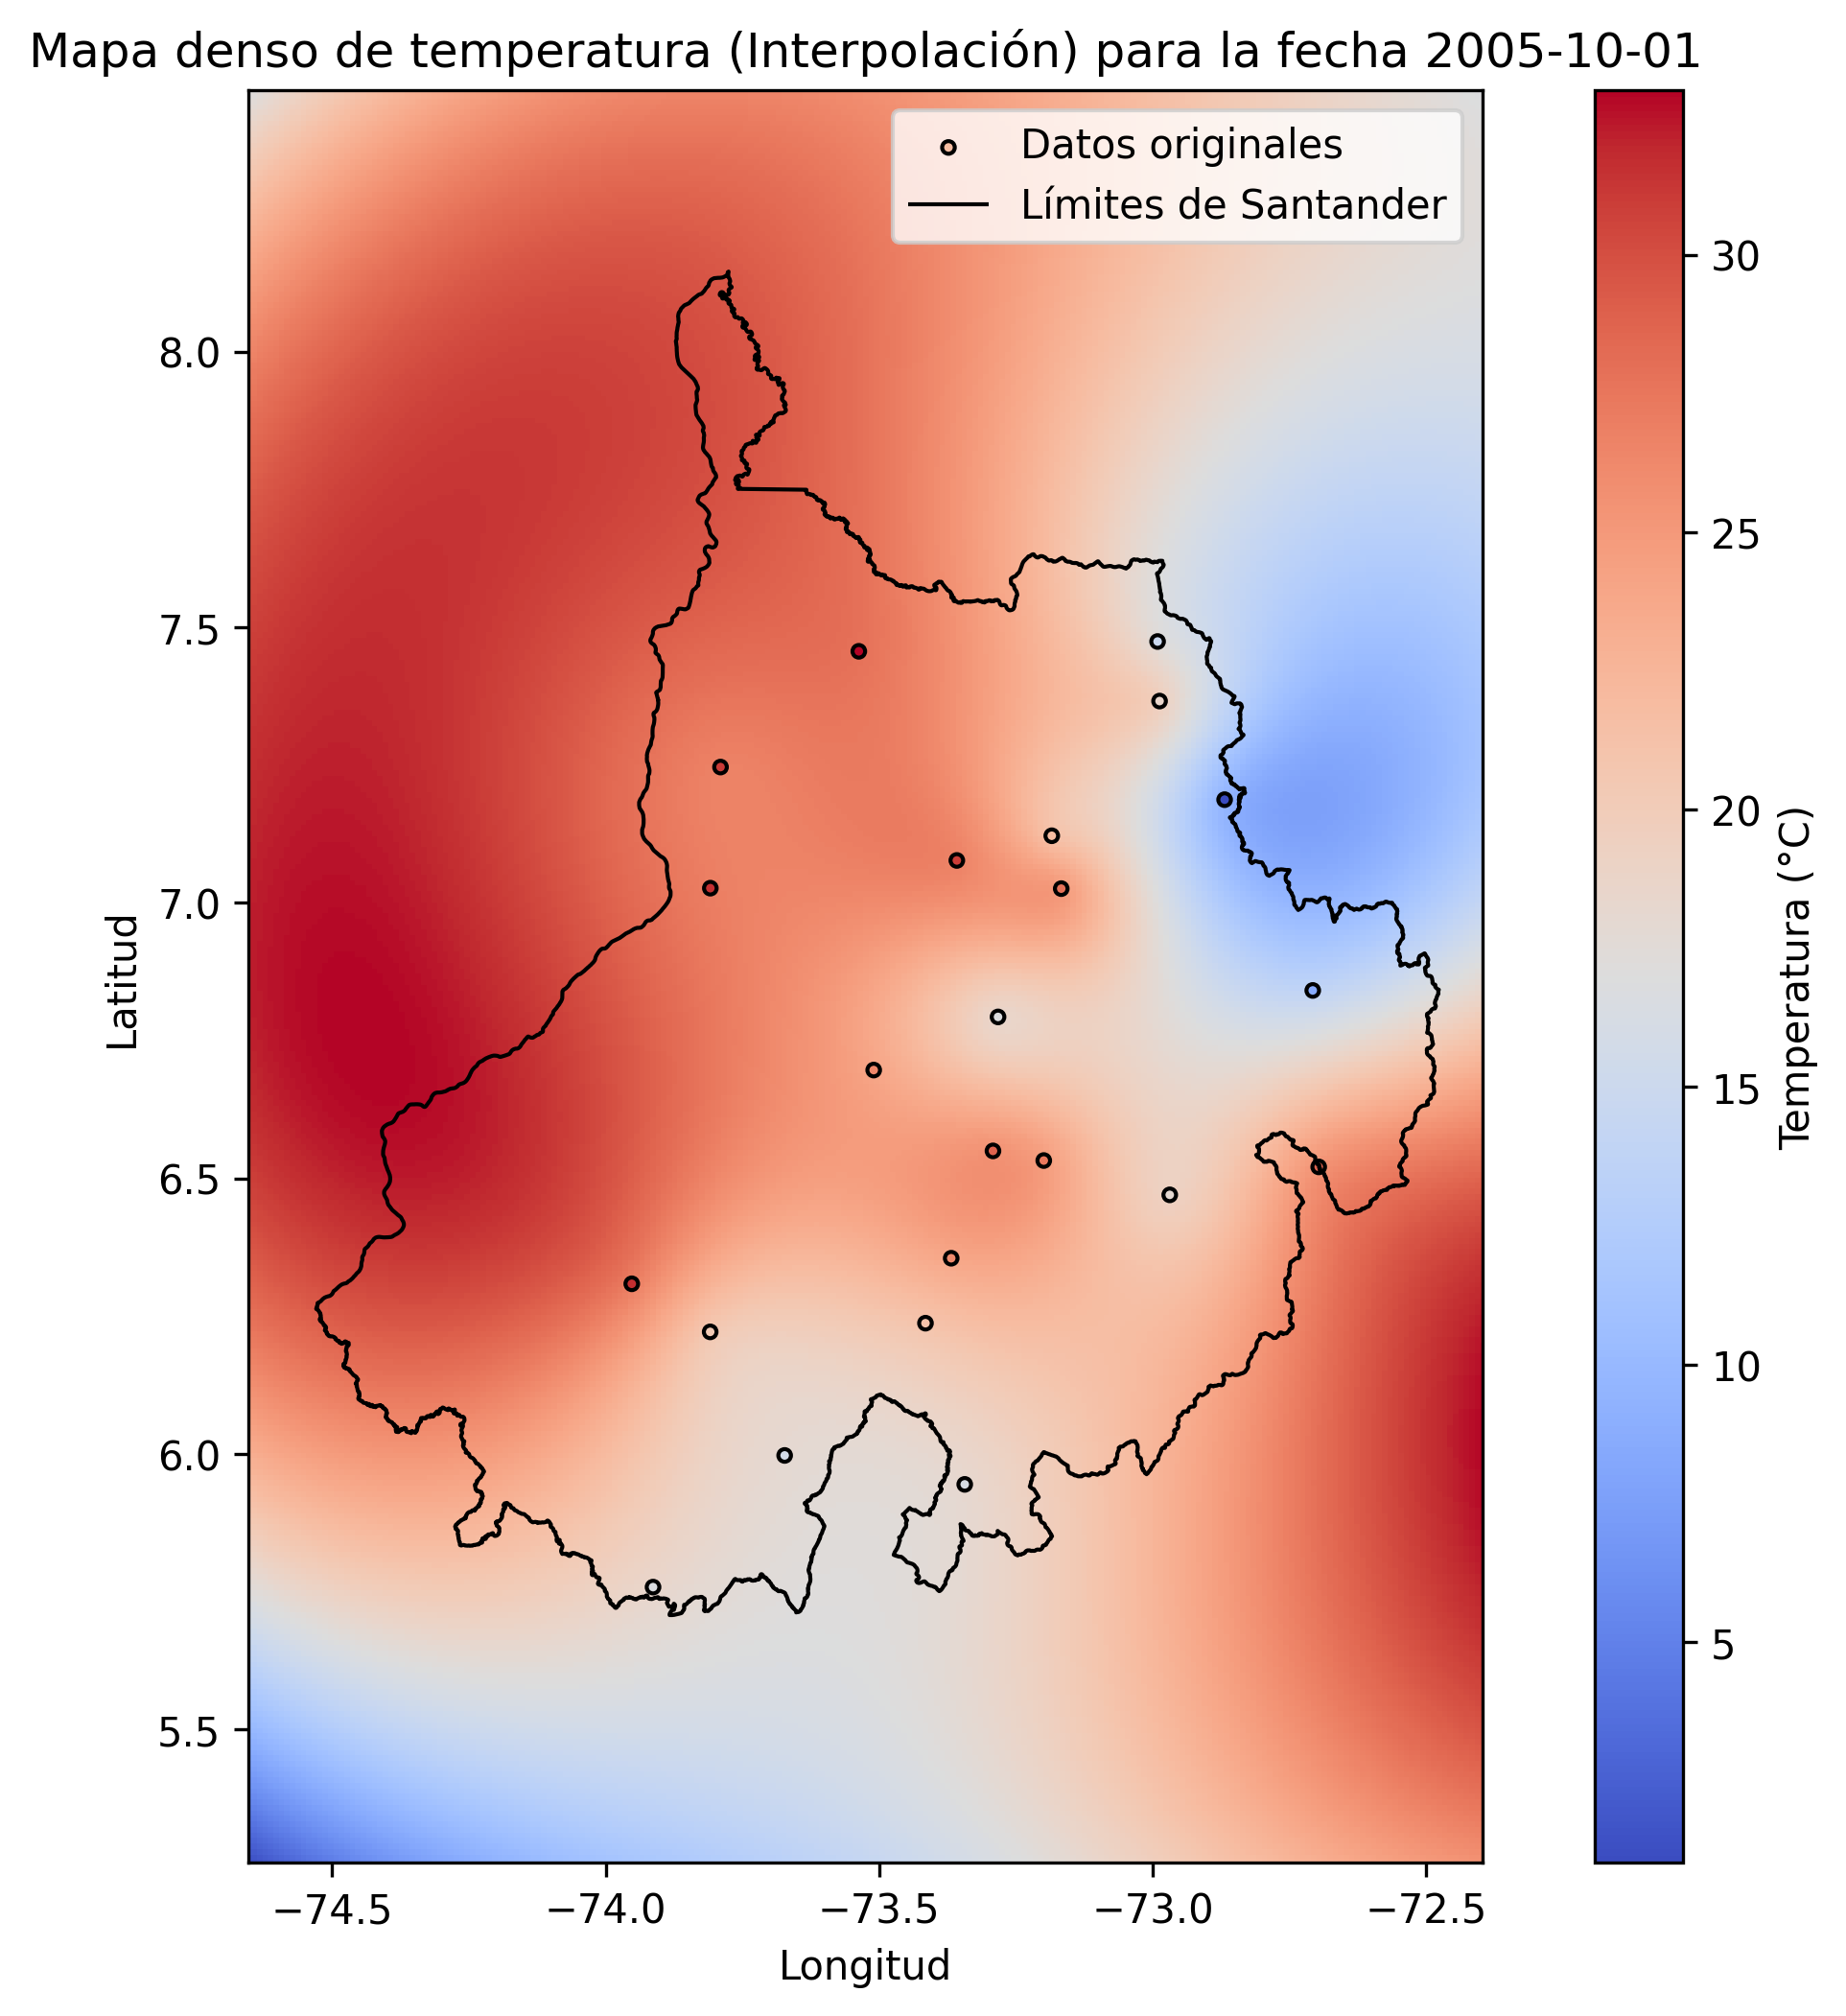 Mapa denso de temperatura (Interpolación) para la fecha 2005-10-01
Datos originales
Límites de Santander
8.0
7.5
7.0
6.5
6.0
5.5
Latitud
−74.5
−74.0
−73.5
−73.0
−72.5
Longitud
30
25
20
15
10
5
Temperatura (°C)